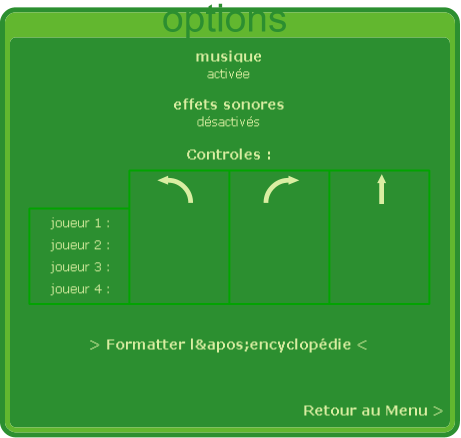 options
musique
activée
effets sonores
désactivés
Controles :
joueur 1 :
joueur 2 :
joueur 3 :
joueur 4 :
> Formatter l&apos;encyclopédie <
Retour au Menu >